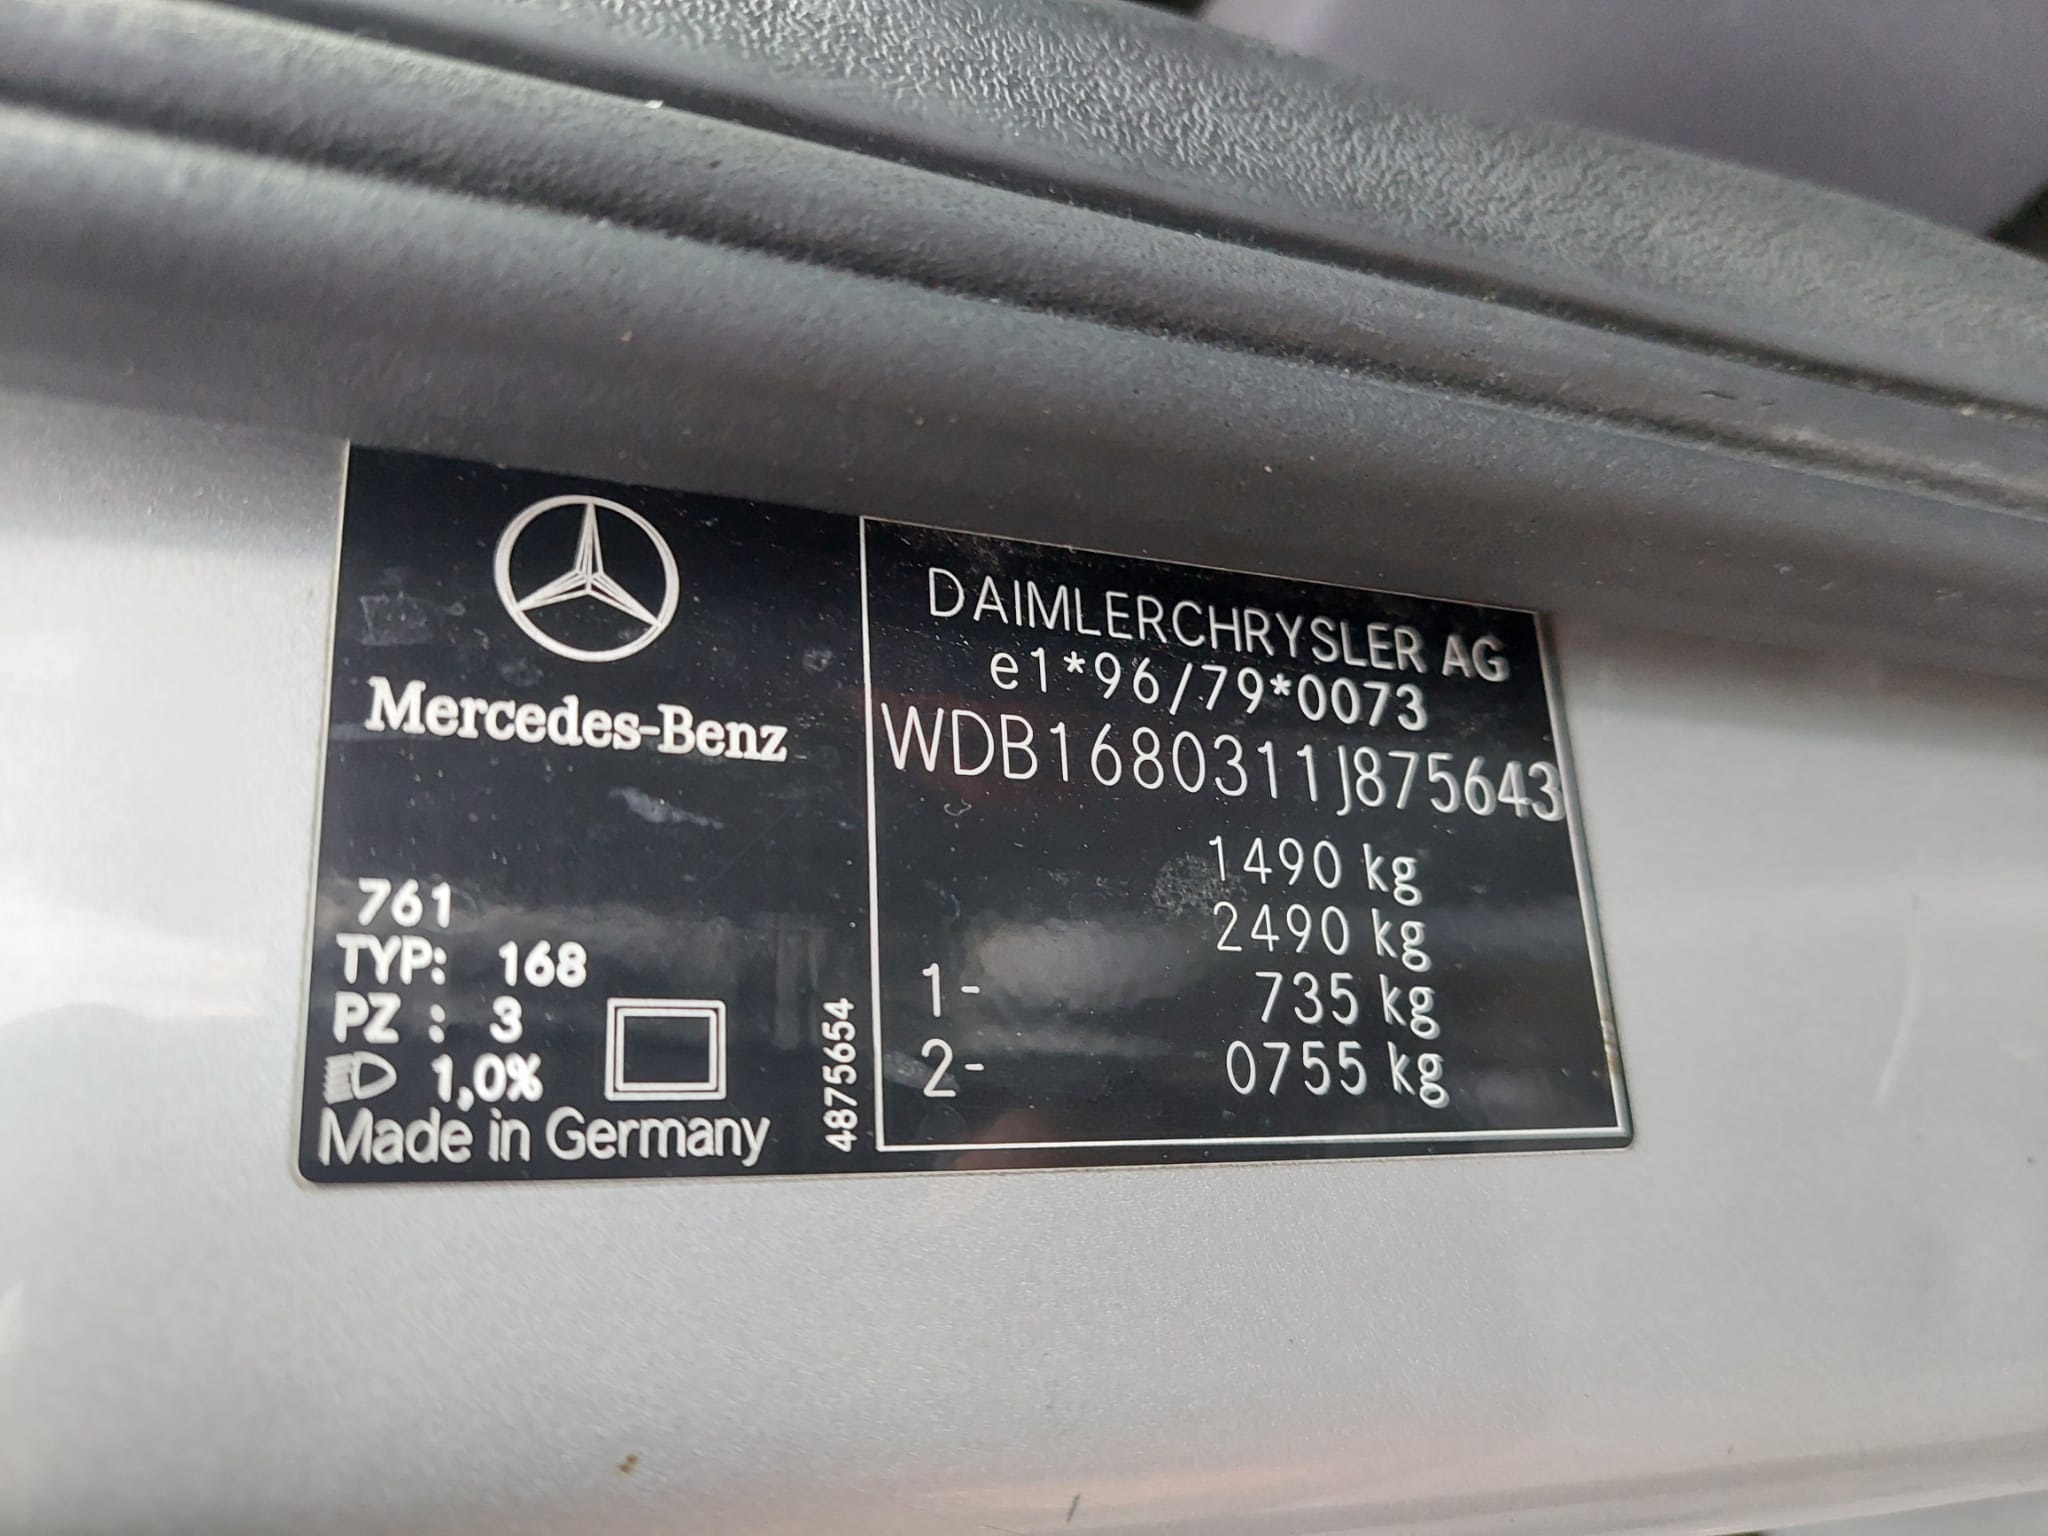 Mercedes-Benz
761
TYP: 168
PZ : 3
1,0%
Made in Germany
4875654
DAIMLERCHRYSLER AG
e1*96/79*0073
WDB1680311J875643
1490 kg
2490 kg
1- 735 kg
2- 0755 kg